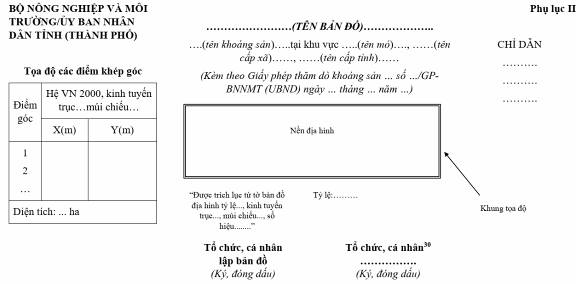 BỘ NÔNG NGHIỆP VÀ MÔI
TRƯỜNG/ỦY BAN NHÂN
DÂN TỈNH (THÀNH PHỐ)
Tọa độ các điểm khép góc
Điểm góc
Hệ VN 2000, kinh tuyến
trục…múi chiếu…
X(m) Y(m)
1
2
…
Diện tích: ... ha
……………………(TÊN BẢN ĐỒ)………………..
….(tên khoáng sản)…..tại khu vực …..(tên mỏ)…., ……(tên
cấp xã)……, ……(tên cấp tỉnh)……
(Kèm theo Giấy phép thăm dò khoáng sản ... số .../GP-
BNNMT (UBND) ngày ... tháng ... năm ...)
Nền địa hình
"Được trích lục từ tờ bản đồ
địa hình tỷ lệ..., kinh tuyến
trục..., múi chiếu..., số
hiệu........"
Tỷ lệ:………
Tổ chức, cá nhân
lập bản đồ
(Ký, đóng dấu)
Tổ chức, cá nhân30
…………….
(Ký, đóng dấu)
Phụ lục II
CHỈ DẪN
……….
……….
……….
Khung tọa độ